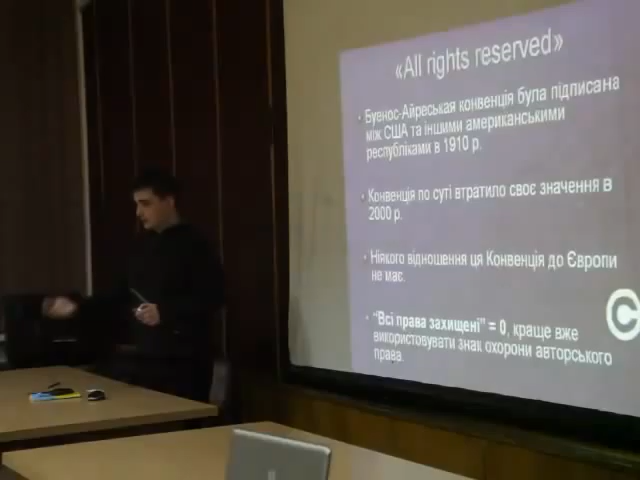 «All rights reserved»
Буенос-Айреська конвенція була підписана
між США та іншими американськими
республіками в 1910 р.
Конвенція по суті втратило своє значення в
2000 р.
Ніякого відношення ця Конвенція до Європи
не має.
"Всі права захищені" = 0, краще вже
використовувати знак охорони авторського
права.
©